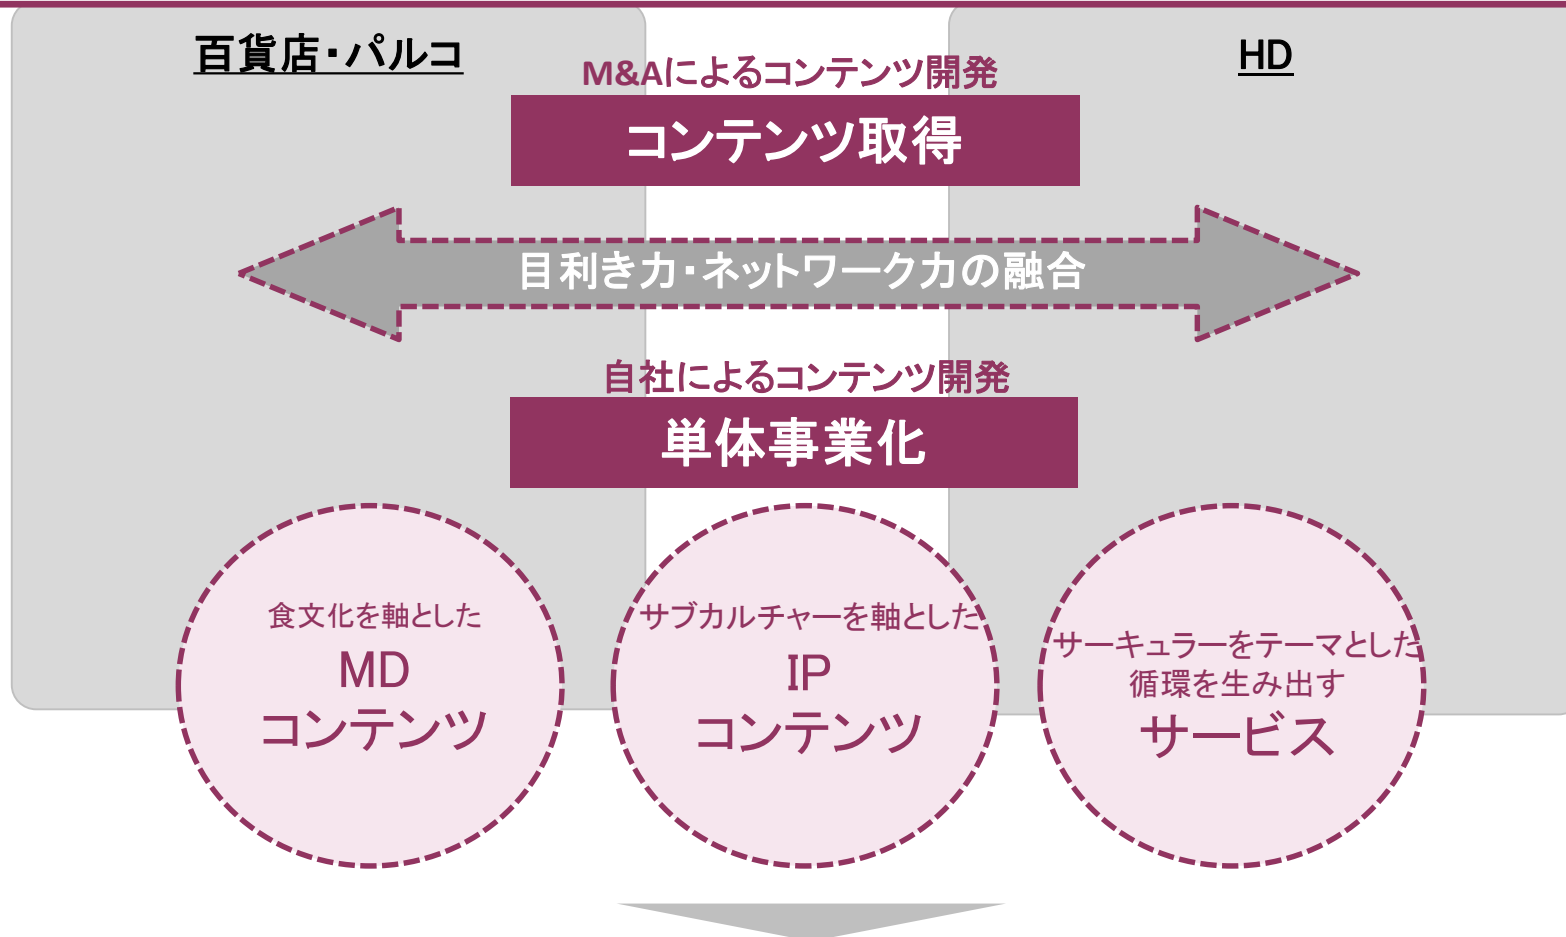 百貨店・パルコ
HD
M&Aによるコンテンツ開発
コンテンツ取得
目利き力・ネットワーク力の融合
自社によるコンテンツ開発
単体事業化
食文化を軸とした
MD
コンテンツ
サブカルチャーを軸とした
IP
コンテンツ
サーキュラーをテーマとした
循環を生み出す
サービス